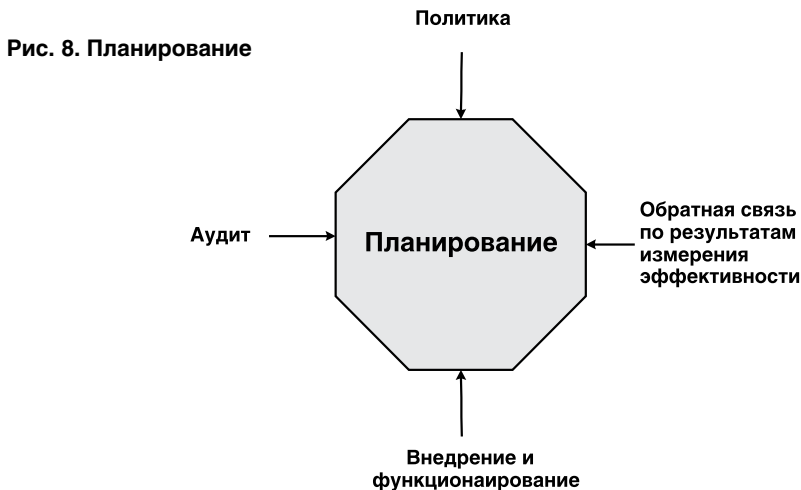 Политика
Рис. 8. Планирование
Аудит
Планирование
Обратная связь
по результатам
измерения
эффективности
Внедрение и
функционаирование